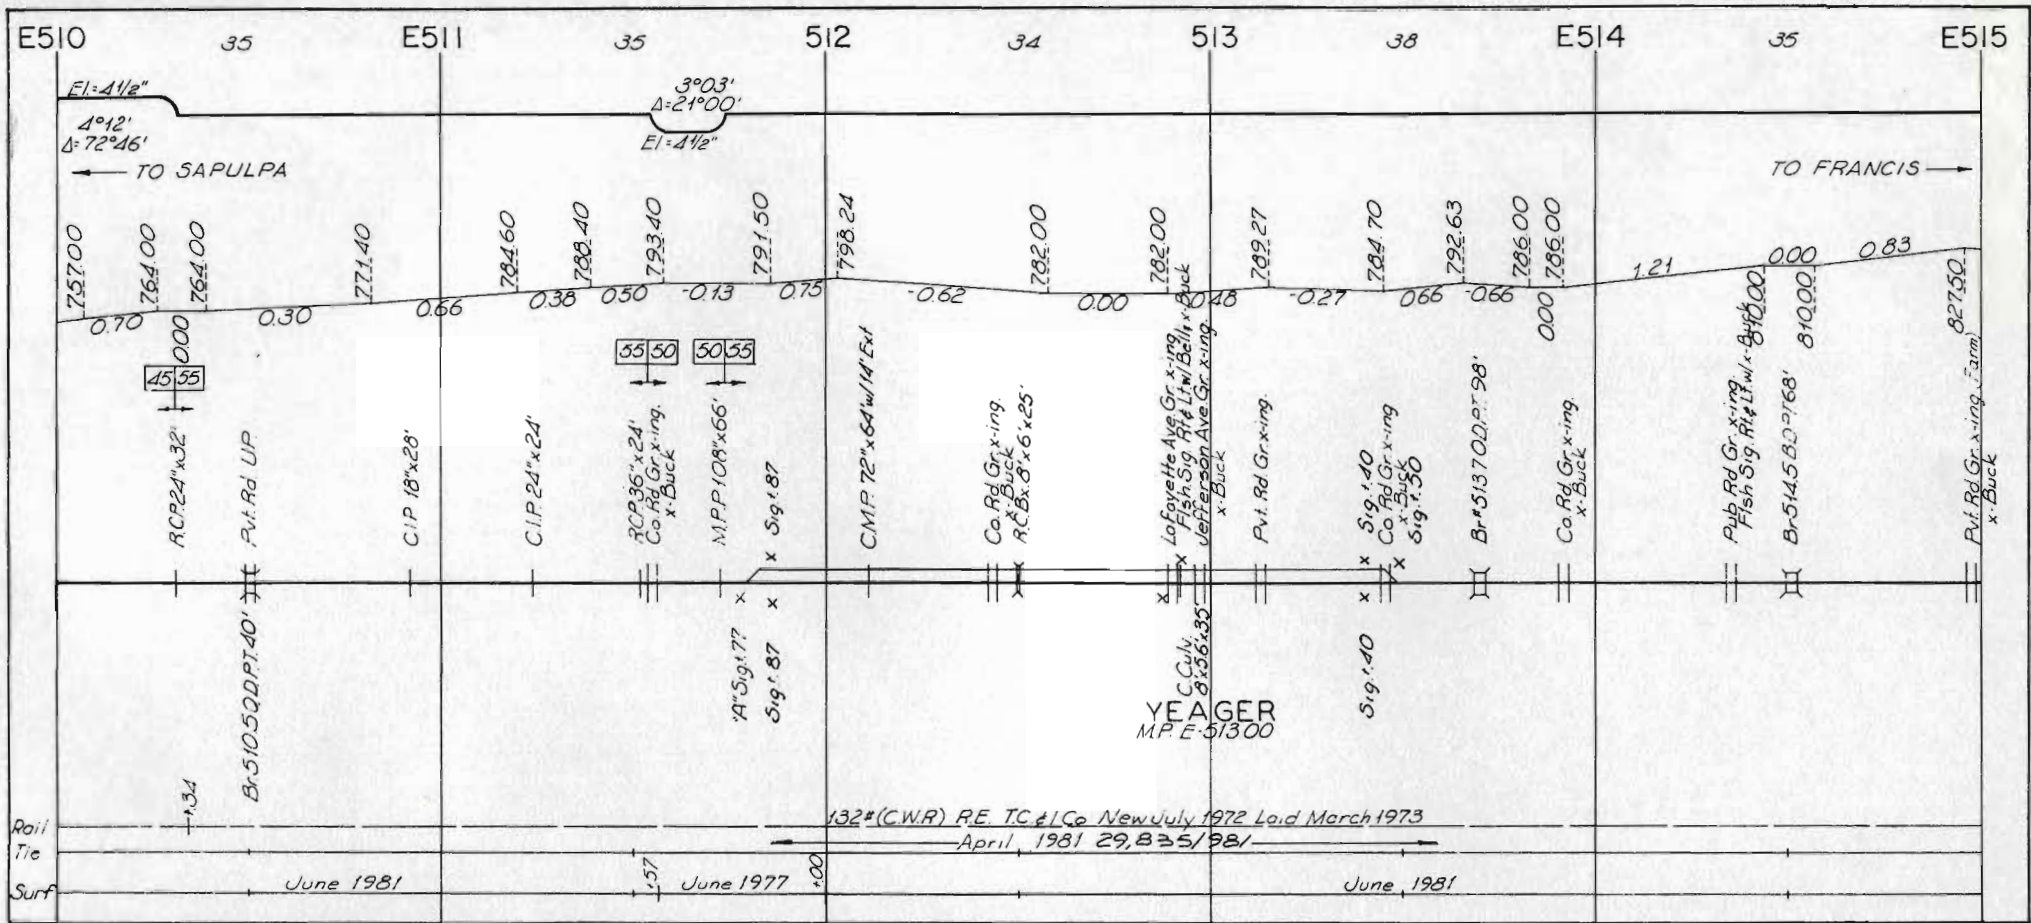 E510 35 E511 35 512 34 513 38 E514 35 E515
El.=4½"
4°12'
Δ=72°46'
3°03'
Δ=21°00'
El=4½"
← TO SAPULPA
TO FRANCIS →
757.00 764.00 764.00 771.40 784.60 788.40 793.40 791.50 798.24 782.00 782.00 789.27 784.70 792.63 786.00 786.00 810.00 810.00 827.50
0.70 0.00 0.30 0.66 0.38 0.50 -0.13 0.75 -0.62 0.00 0.48 -0.27 0.66 -0.66 0.00 1.21 0.00 0.83
45 55
55 50
50 55
R.C.P. 24"x32'
Pvt. Rd UP.
C.I.P. 18"x28'
C.I.P. 24"x24'
RCP. 36"x24'
Co. Rd Gr. x-ing.
x-Buck
M.P.P. 108"x66'
x Sig. +.87
C.M.P. 72"x64' w/14' Ext
Co. Rd Gr. x-ing.
x-Buck
R.C. Bx. 8'x6'x25'
LaFayette Ave. Gr. x-ing
Flsh. Sig. Rt & Lt w/ Bell, x-Buck
Jefferson Ave. Gr. x-ing.
x-Buck
Pvt. Rd Gr. x-ing.
x Sig. +.40
Co. Rd Gr. x-ing
x-Buck
Sig. +.50
Br #513.7 O.D.P.T. 98'
Co. Rd Gr. x-ing.
x-Buck
Pub. Rd Gr. x-ing.
Flsh Sig. Rt & Lt. w/ x-Buck
Br 514.5 B.D.P.T. 68'
Pvt. Rd Gr. x-ing. Farm)
x-Buck
Br. 510.5 O.D.P.T. 40'
"A" Sig. +.77
Sig. +.87
C. Culv.
8'x56'x35'
Sig. +.40
YEAGER
M.P. E-513.00
+.34
Rail
132# (C.W.R) R.E. T.C. & I. Co New July 1972 Laid March 1973
Tie
April 1981 29,835/981
Surf
June 1981
+.57
June 1977
+.00
June 1981